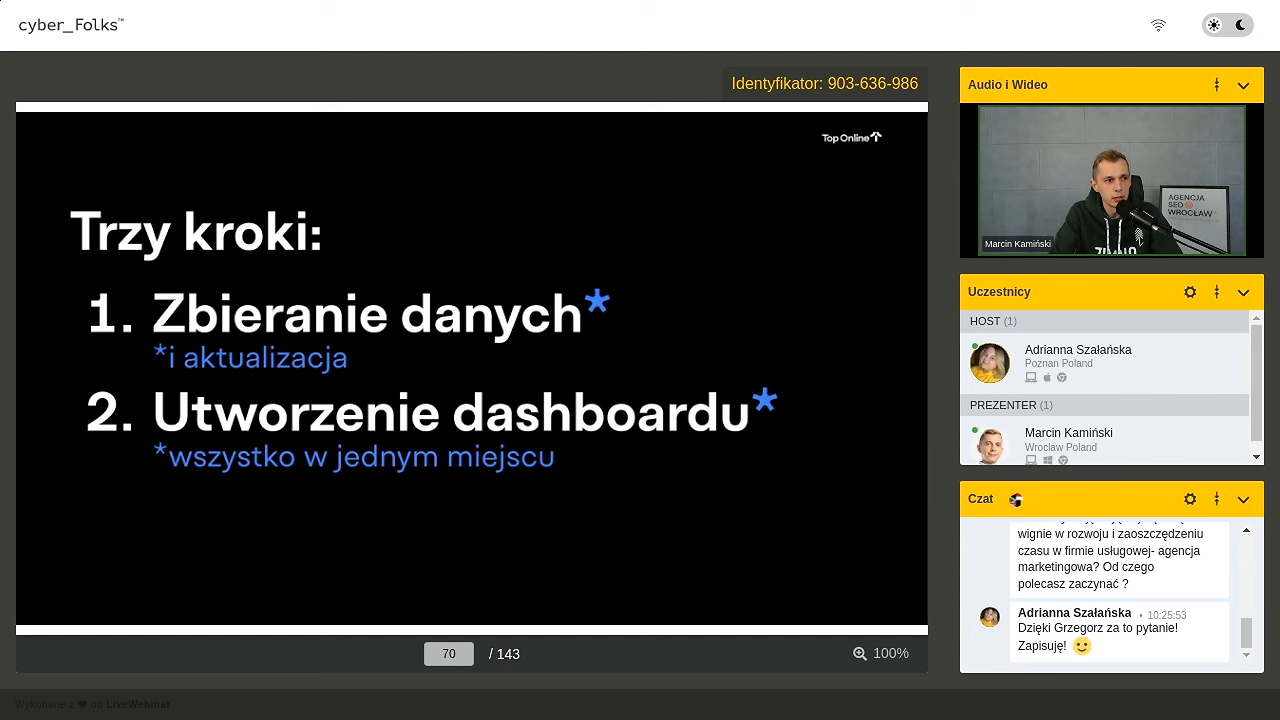 cyber_Folks™
Identyfikator: 903-636-986
Top Online
Trzy kroki:
1. Zbieranie danych*
*i aktualizacja
2. Utworzenie dashboardu*
*wszystko w jednym miejscu
70 / 143
100%
Wykonane z ❤ od LiveWebinar
Audio i Wideo
AGENCJA
SEO
WROCŁAW
Marcin Kamiński
Uczestnicy
HOST (1)
Adrianna Szałańska
Poznan Poland
PREZENTER (1)
Marcin Kamiński
Wroclaw Poland
Czat
wignie w rozwoju i zaoszczędzeniu
czasu w firmie usługowej- agencja
marketingowa? Od czego
polecasz zaczynać ?
Adrianna Szałańska • 10:25:53
Dzięki Grzegorz za to pytanie!
Zapisuję! 🙂